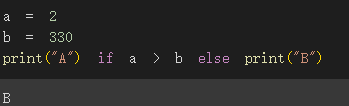 a = 2
b = 330
print("A") if a > b else print("B")
B